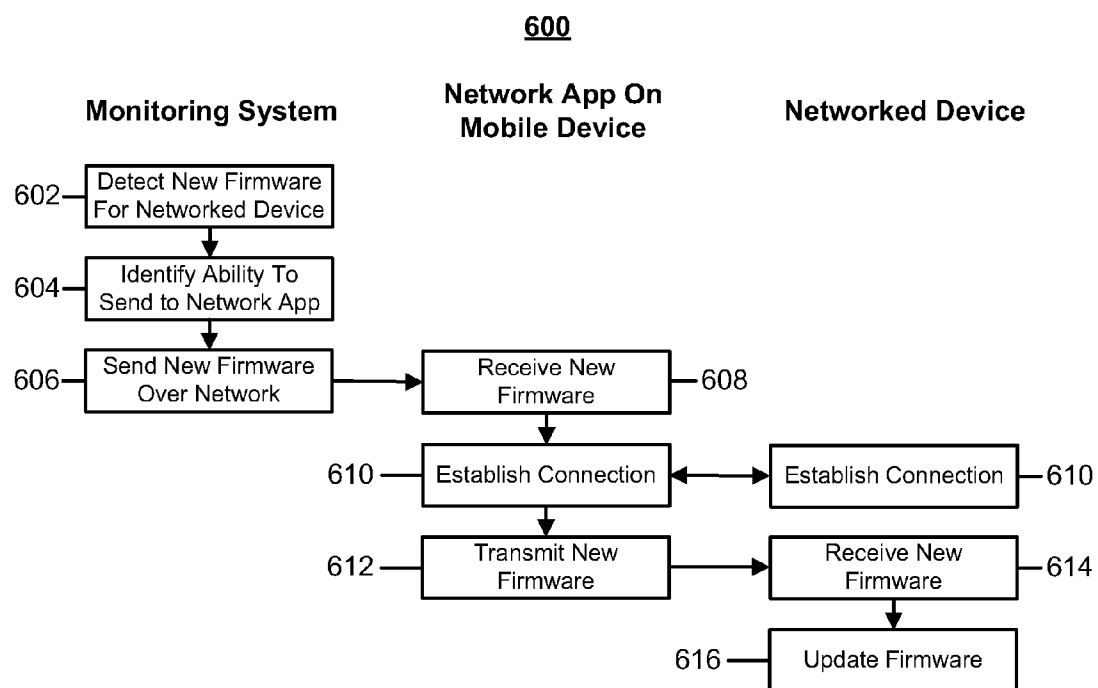 600
Monitoring System
Network App On
Mobile Device
Networked Device
602
Detect New Firmware
For Networked Device
604
Identify Ability To
Send to Network App
606
Send New Firmware
Over Network
Receive New
Firmware
608
610
Establish Connection
Establish Connection
610
612
Transmit New
Firmware
Receive New
Firmware
614
616
Update Firmware